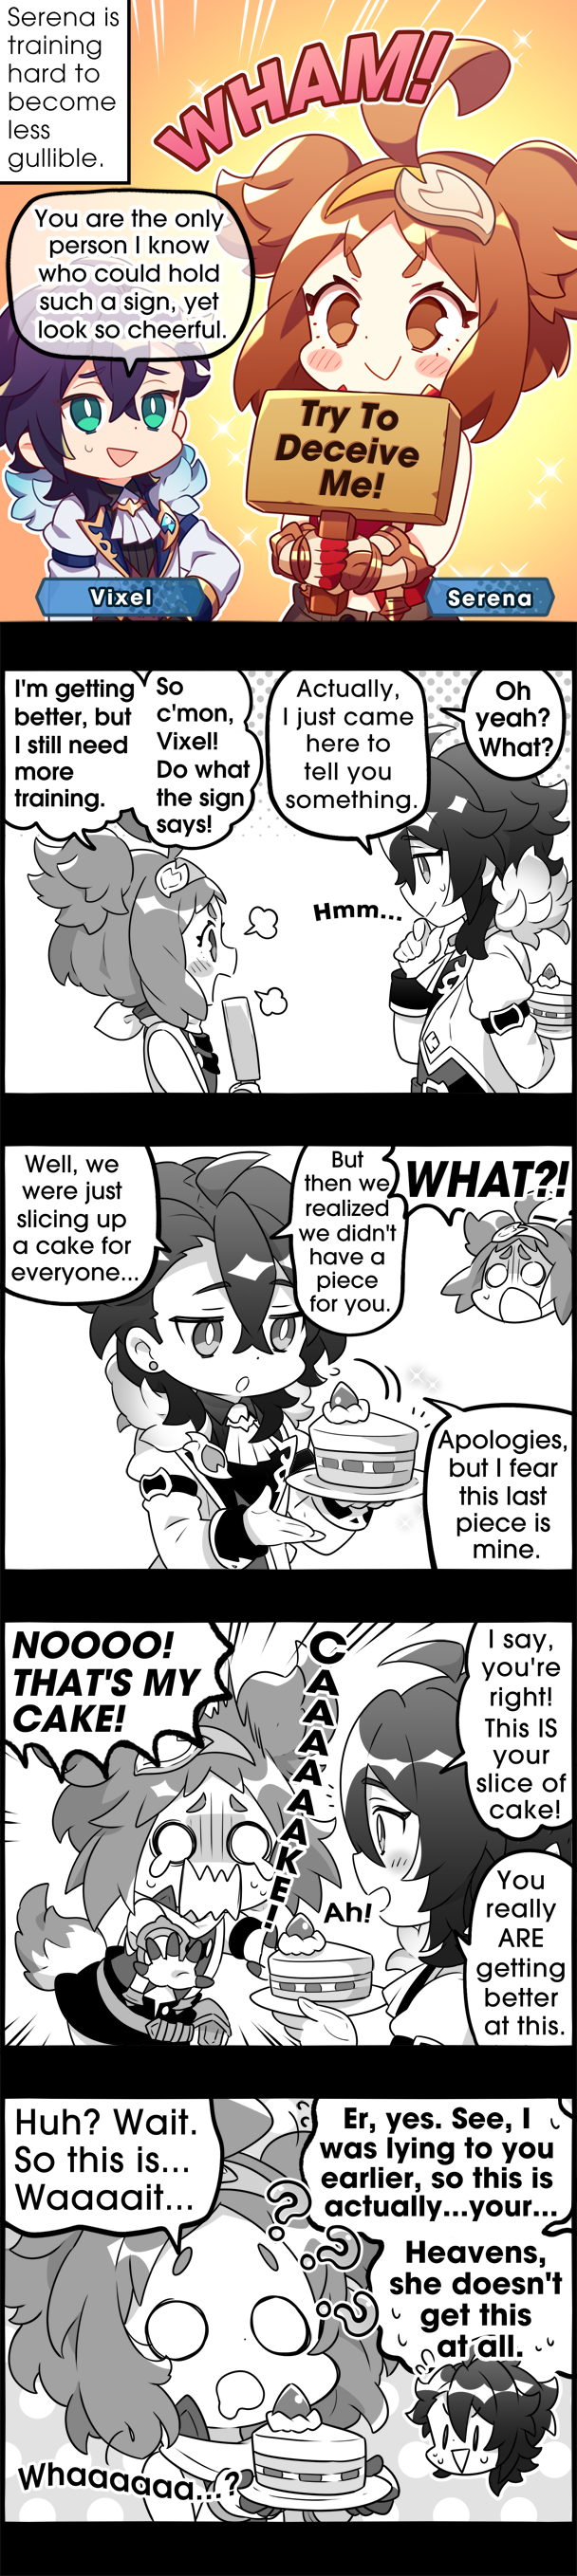 Serena is
training
hard to
become
less
gullible.
WHAM!
You are the only
person I know
who could hold
such a sign, yet
look so cheerful.
Try To
Deceive
Me!
Vixel
Serena
I'm getting
better, but
I still need
more
training.
So
c'mon,
Vixel!
Do what
the sign
says!
Actually,
I just came
here to
tell you
something.
Oh
yeah?
What?
Hmm...
Well, we
were just
slicing up
a cake for
everyone...
But
then we
realized
we didn't
have a
piece
for you.
WHAT?!
Apologies,
but I fear
this last
piece is
mine.
NOOOO!
THAT'S MY
CAKE!
CAAAAAAAKE!
I say,
you're
right!
This IS
your
slice of
cake!
Ah!
You
really
ARE
getting
better
at this.
Huh? Wait.
So this is...
Waaaait...
Er, yes. See, I
was lying to you
earlier, so this is
actually...your...
???
Heavens,
she doesn't
get this
at all.
Whaaaaaa...?